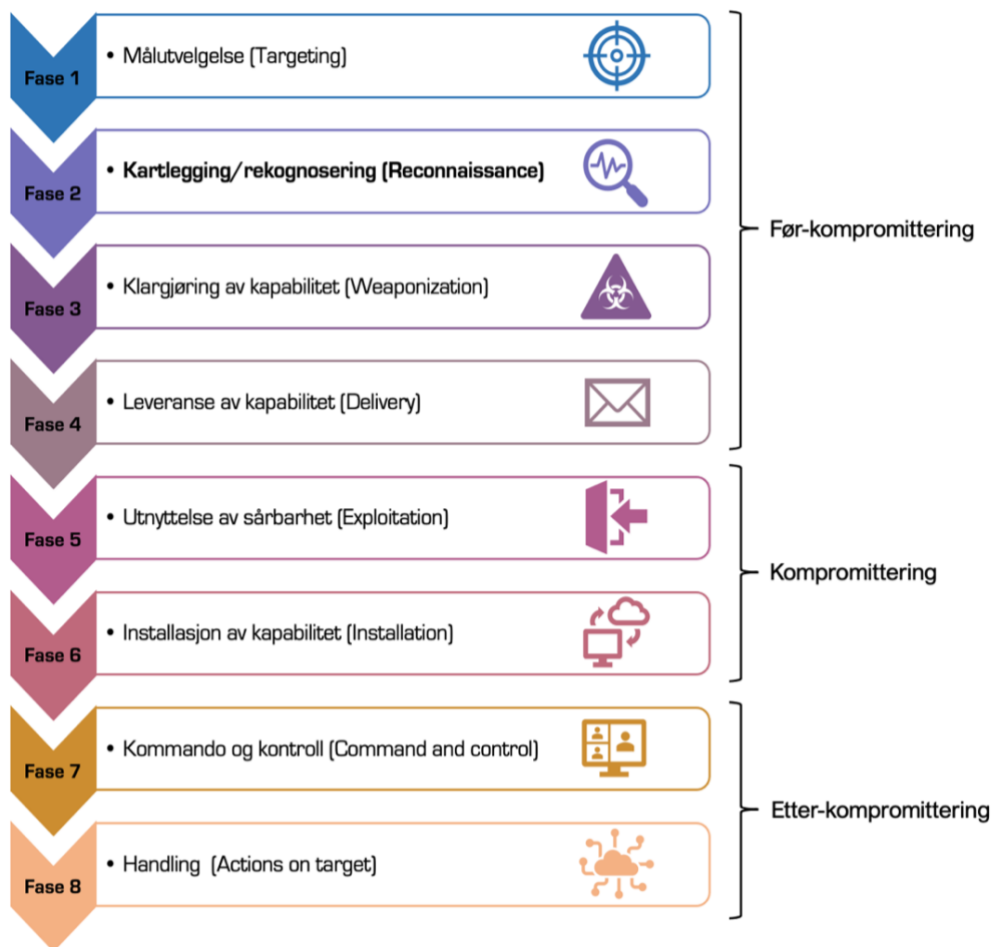 Fase 1
• Målutvelgelse (Targeting)
Fase 2
• Kartlegging/rekognosering (Reconnaissance)
Fase 3
• Klargjøring av kapabilitet (Weaponization)
Fase 4
• Leveranse av kapabilitet (Delivery)
Før-kompromittering
Fase 5
• Utnyttelse av sårbarhet (Exploitation)
Fase 6
• Installasjon av kapabilitet (Installation)
Kompromittering
Fase 7
• Kommando og kontroll (Command and control)
Fase 8
• Handling (Actions on target)
Etter-kompromittering